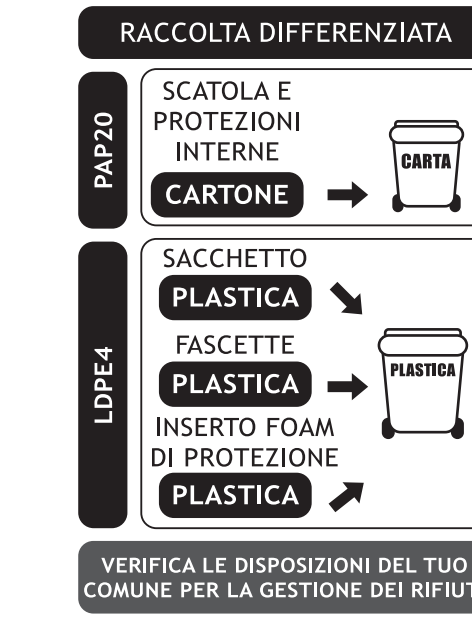 RACCOLTA DIFFERENZIATA
PAP20
SCATOLA E
PROTEZIONI
INTERNE
CARTONE
CARTA
LDPE4
SACCHETTO
PLASTICA
FASCETTE
PLASTICA
INSERTO FOAM
DI PROTEZIONE
PLASTICA
PLASTICA
VERIFICA LE DISPOSIZIONI DEL TUO
COMUNE PER LA GESTIONE DEI RIFIUT